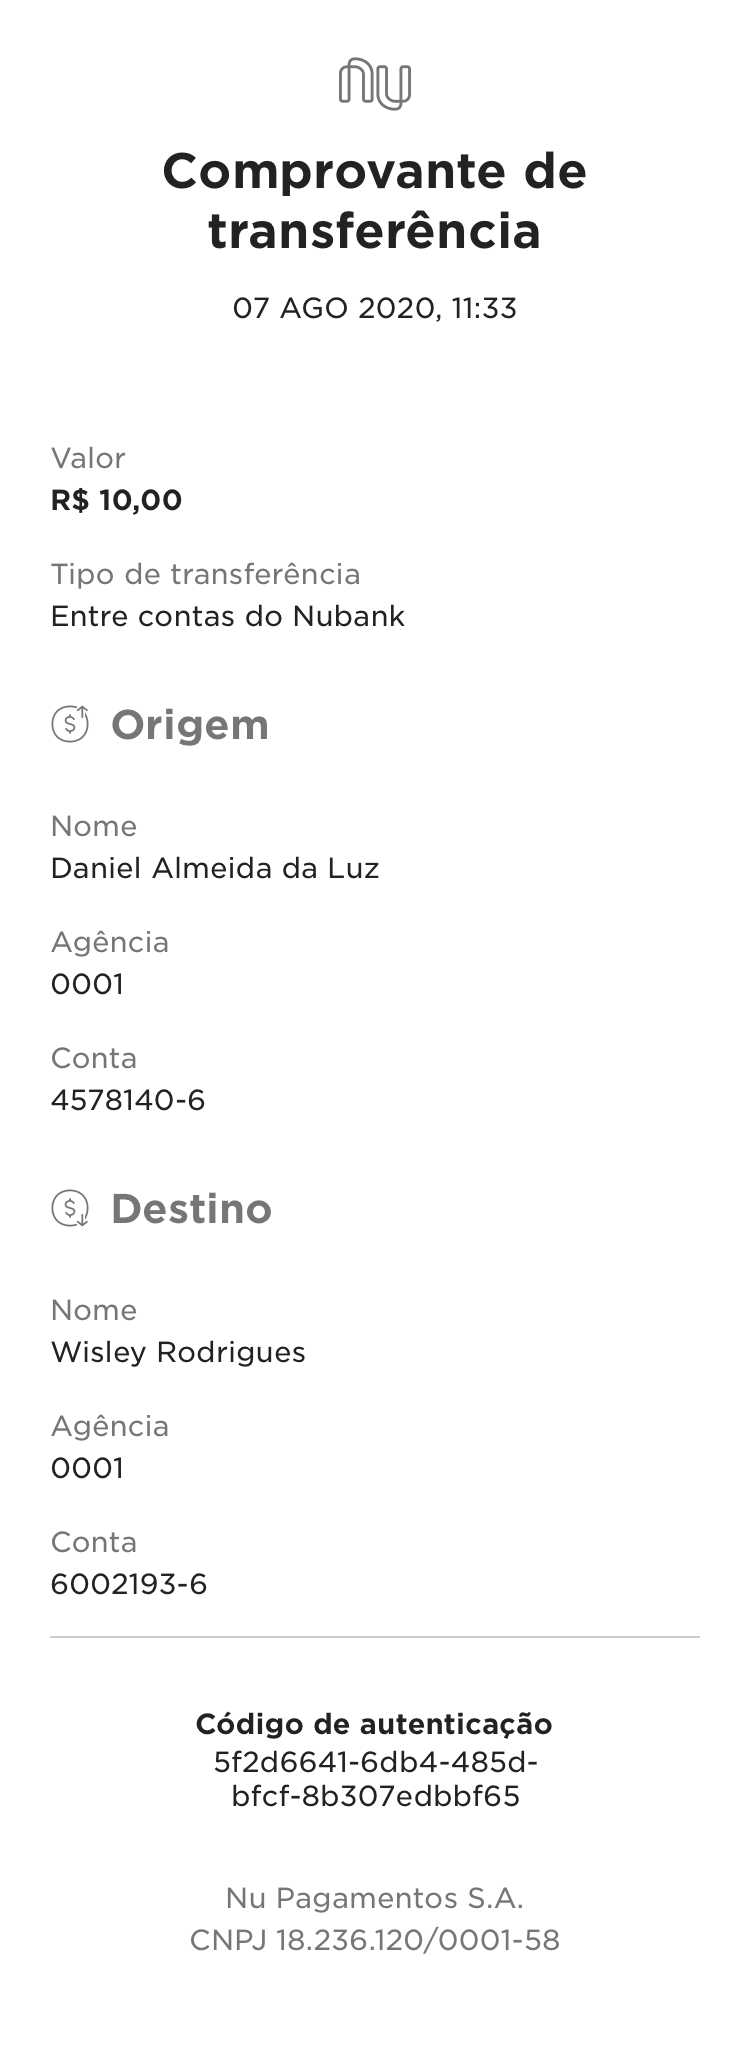 nu
Comprovante de
transferência
07 AGO 2020, 11:33
Valor
R$ 10,00
Tipo de transferência
Entre contas do Nubank
Origem
Nome
Daniel Almeida da Luz
Agência
0001
Conta
4578140-6
Destino
Nome
Wisley Rodrigues
Agência
0001
Conta
6002193-6
Código de autenticação
5f2d6641-6db4-485d-
bfcf-8b307edbbf65
Nu Pagamentos S.A.
CNPJ 18.236.120/0001-58